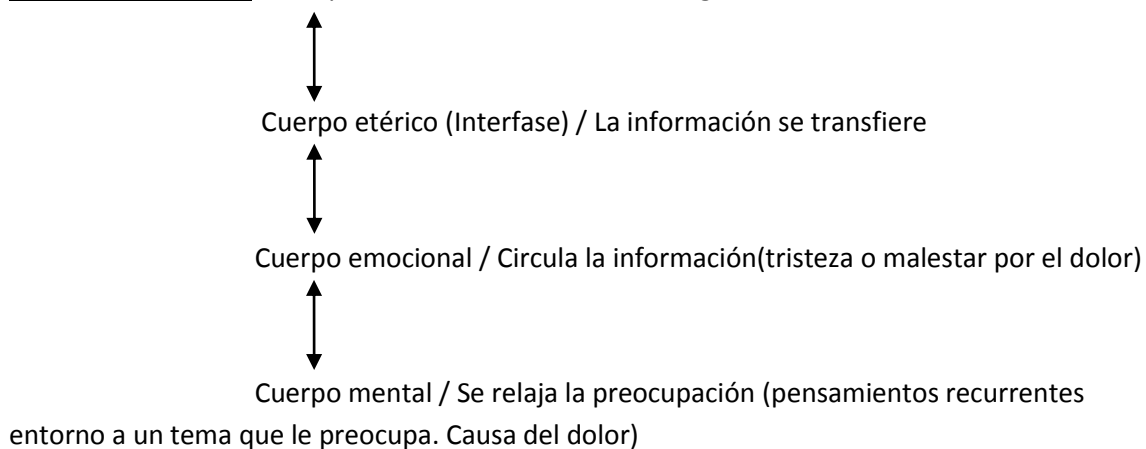 Cuerpo etérico (Interfase) / La información se transfiere
Cuerpo emocional / Circula la información(tristeza o malestar por el dolor)
Cuerpo mental / Se relaja la preocupación (pensamientos recurrentes
entorno a un tema que le preocupa. Causa del dolor)